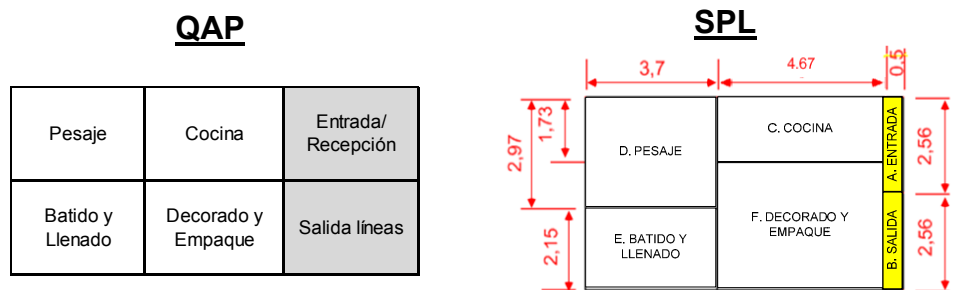 QAP
Pesaje
Cocina
Entrada/
Recepción
Batido y
Llenado
Decorado y
Empaque
Salida líneas
SPL
3,7
4.67
0.5
2,97
1,73
2,15
D. PESAJE
C. COCINA
A. ENTRADA
2,56
E. BATIDO Y
LLENADO
F. DECORADO Y
EMPAQUE
B. SALIDA
2,56